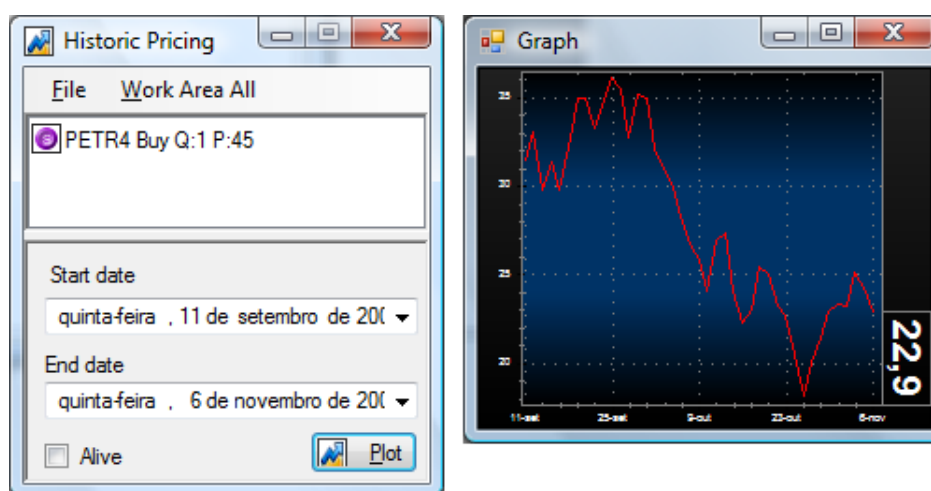 Historic Pricing
File Work Area All
PETR4 Buy Q:1 P:45
Start date
quinta-feira , 11 de setembro de 200
End date
quinta-feira , 6 de novembro de 200
Alive
Plot
Graph
35
30
25
20
22,9
11-set 25-set 9-out 23-out 6-nov